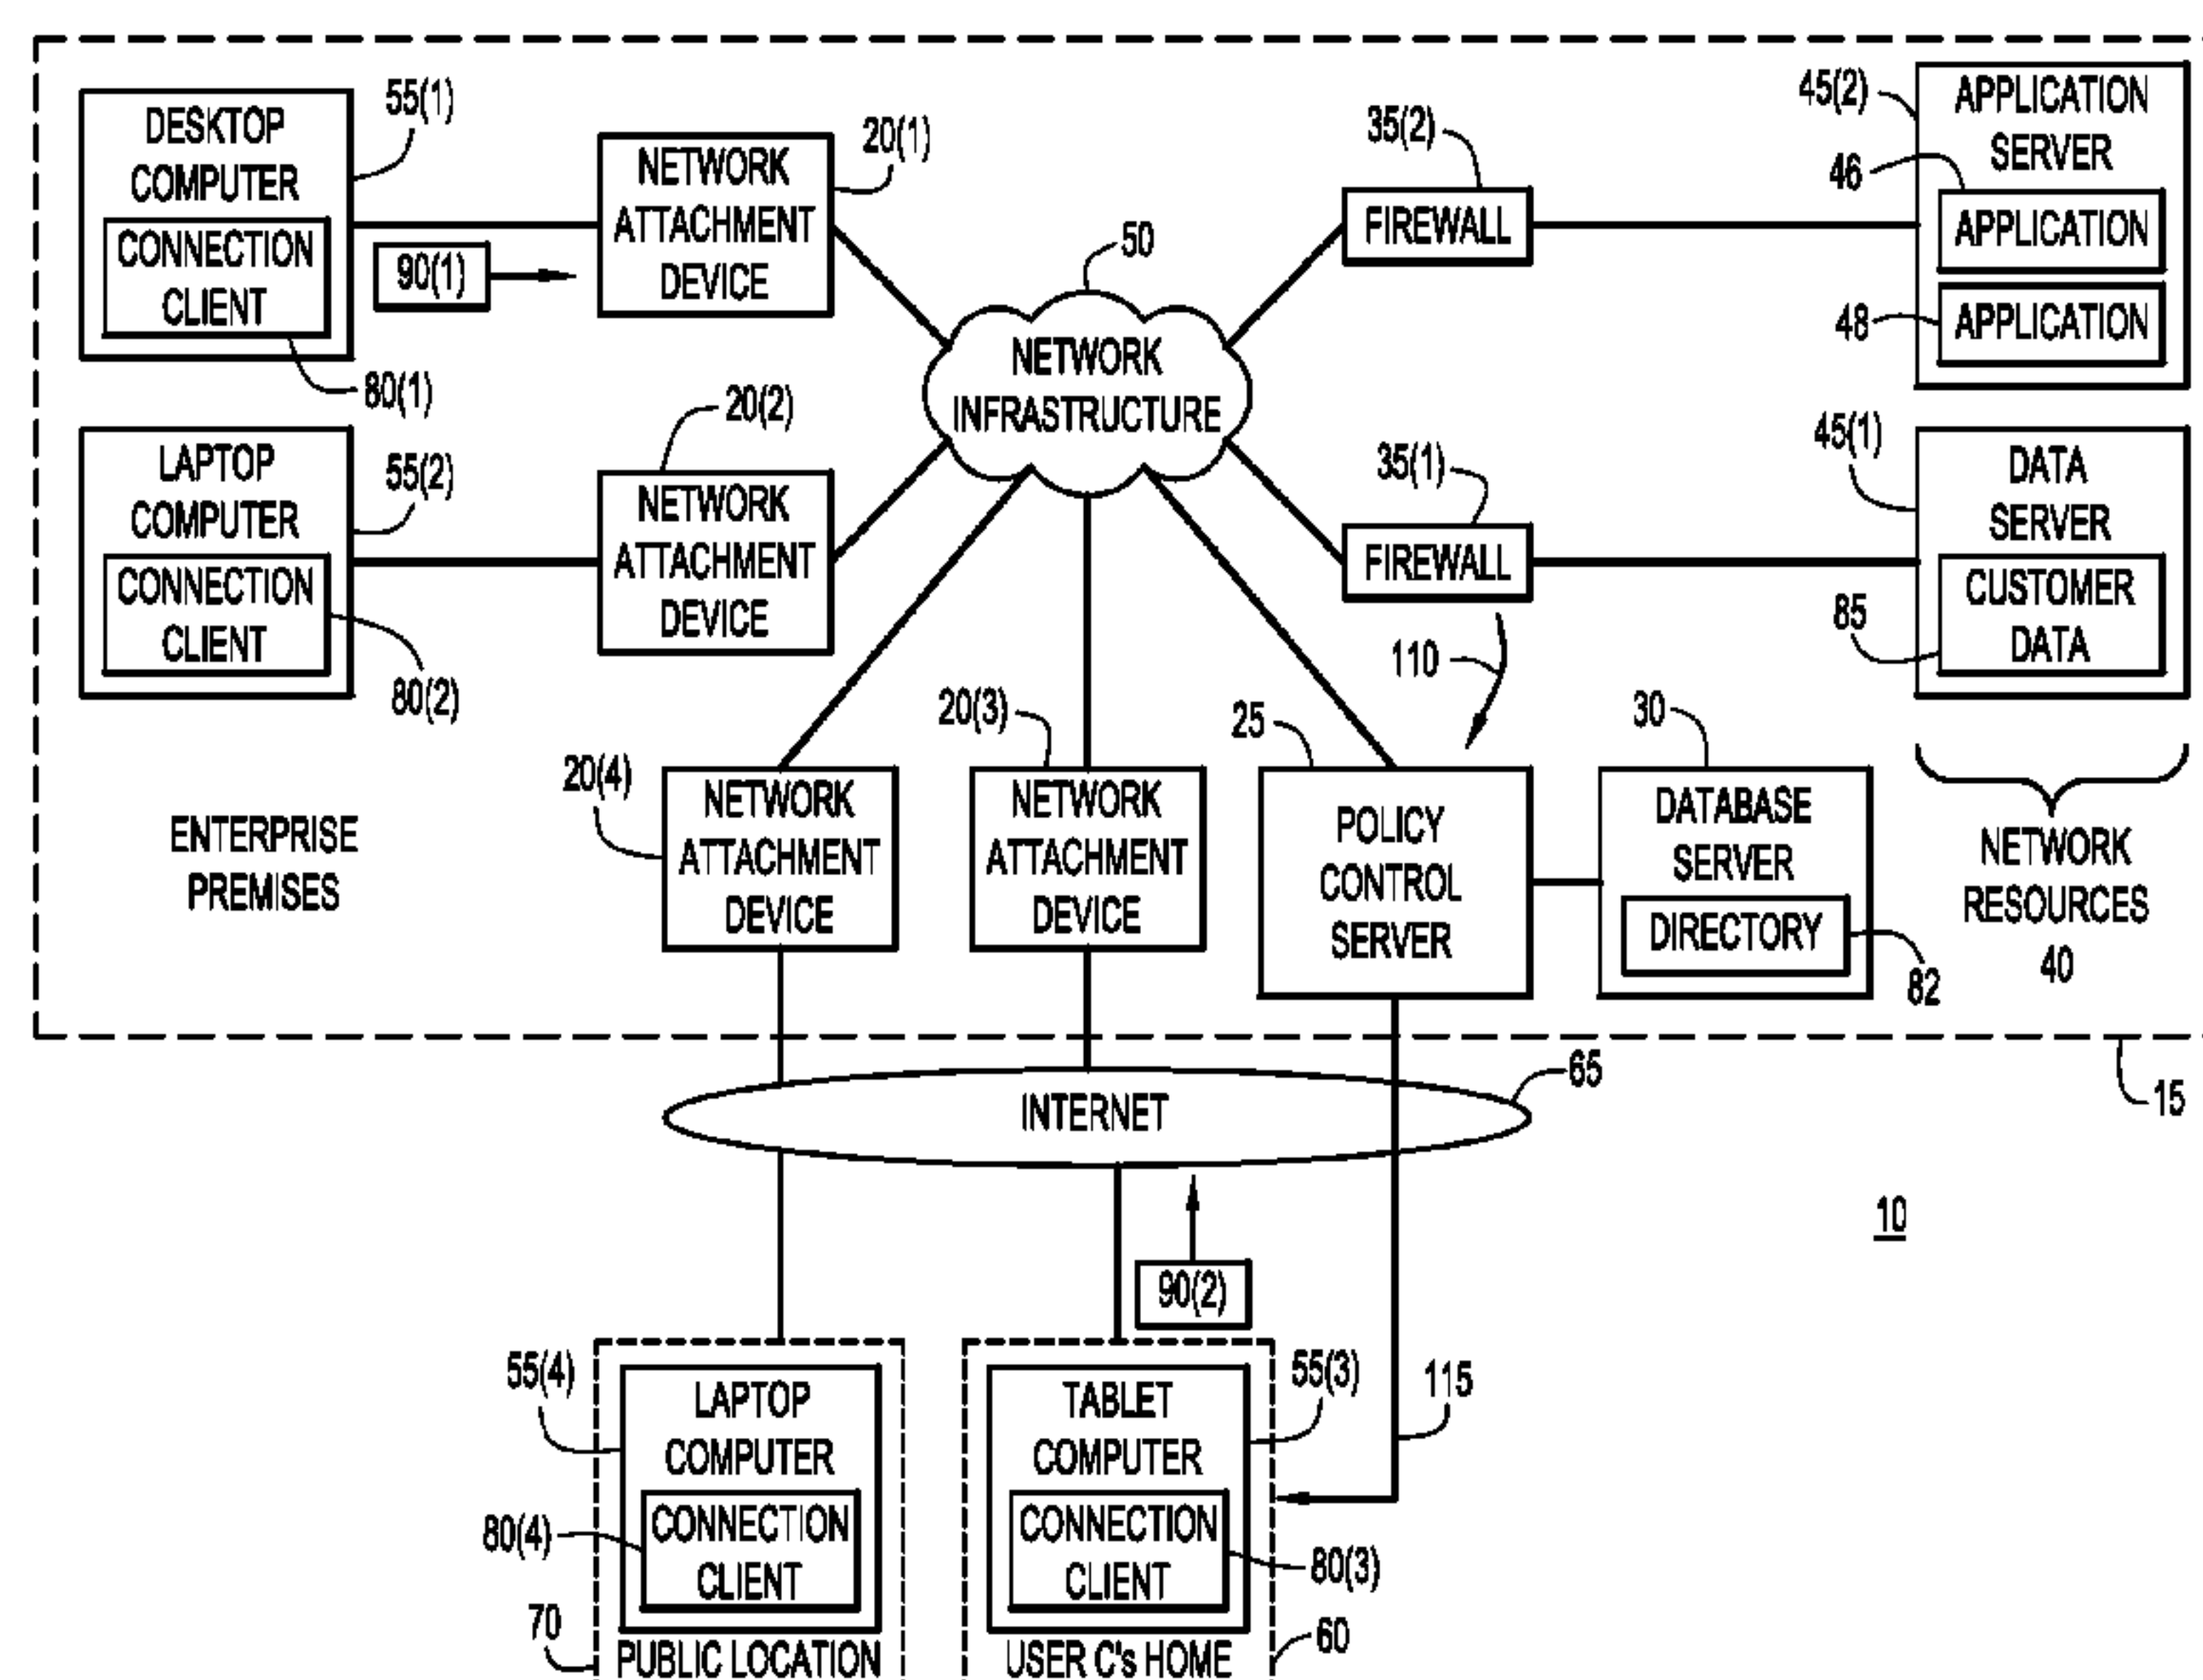 DESKTOP
COMPUTER
CONNECTION
CLIENT
55(1)
80(1)
90(1)
NETWORK
ATTACHMENT
DEVICE
20(1)
50
NETWORK
INFRASTRUCTURE
35(2)
FIREWALL
45(2)
46
48
APPLICATION
SERVER
APPLICATION
APPLICATION
LAPTOP
COMPUTER
CONNECTION
CLIENT
55(2)
80(2)
20(2)
NETWORK
ATTACHMENT
DEVICE
35(1)
FIREWALL
110
45(1)
DATA
SERVER
85
CUSTOMER
DATA
ENTERPRISE
PREMISES
20(4)
NETWORK
ATTACHMENT
DEVICE
20(3)
NETWORK
ATTACHMENT
DEVICE
25
POLICY
CONTROL
SERVER
30
DATABASE
SERVER
DIRECTORY
82
NETWORK
RESOURCES
40
INTERNET
65
15
10
90(2)
55(4)
LAPTOP
COMPUTER
CONNECTION
CLIENT
80(4)
70
PUBLIC LOCATION
55(3)
TABLET
COMPUTER
CONNECTION
CLIENT
80(3)
60
USER C's HOME
115